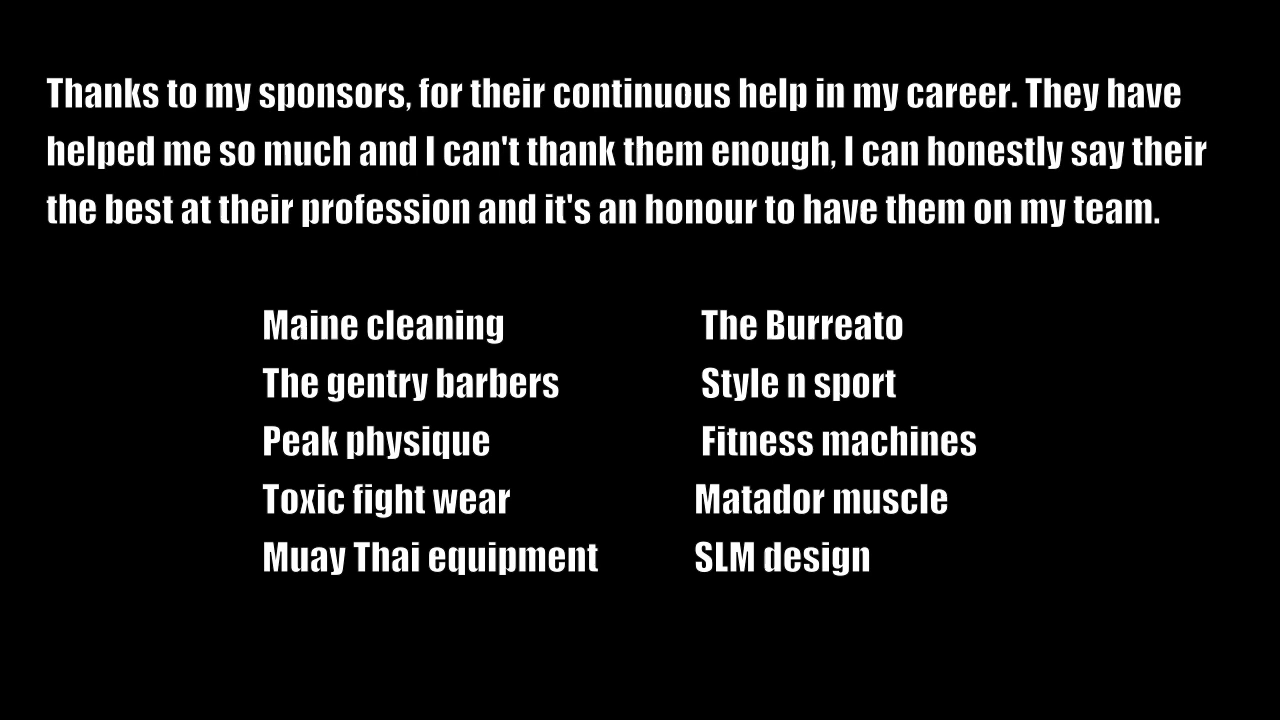 Thanks to my sponsors, for their continuous help in my career. They have
helped me so much and I can't thank them enough, I can honestly say their
the best at their profession and it's an honour to have them on my team.
Maine cleaning The Burreato
The gentry barbers Style n sport
Peak physique Fitness machines
Toxic fight wear Matador muscle
Muay Thai equipment SLM design